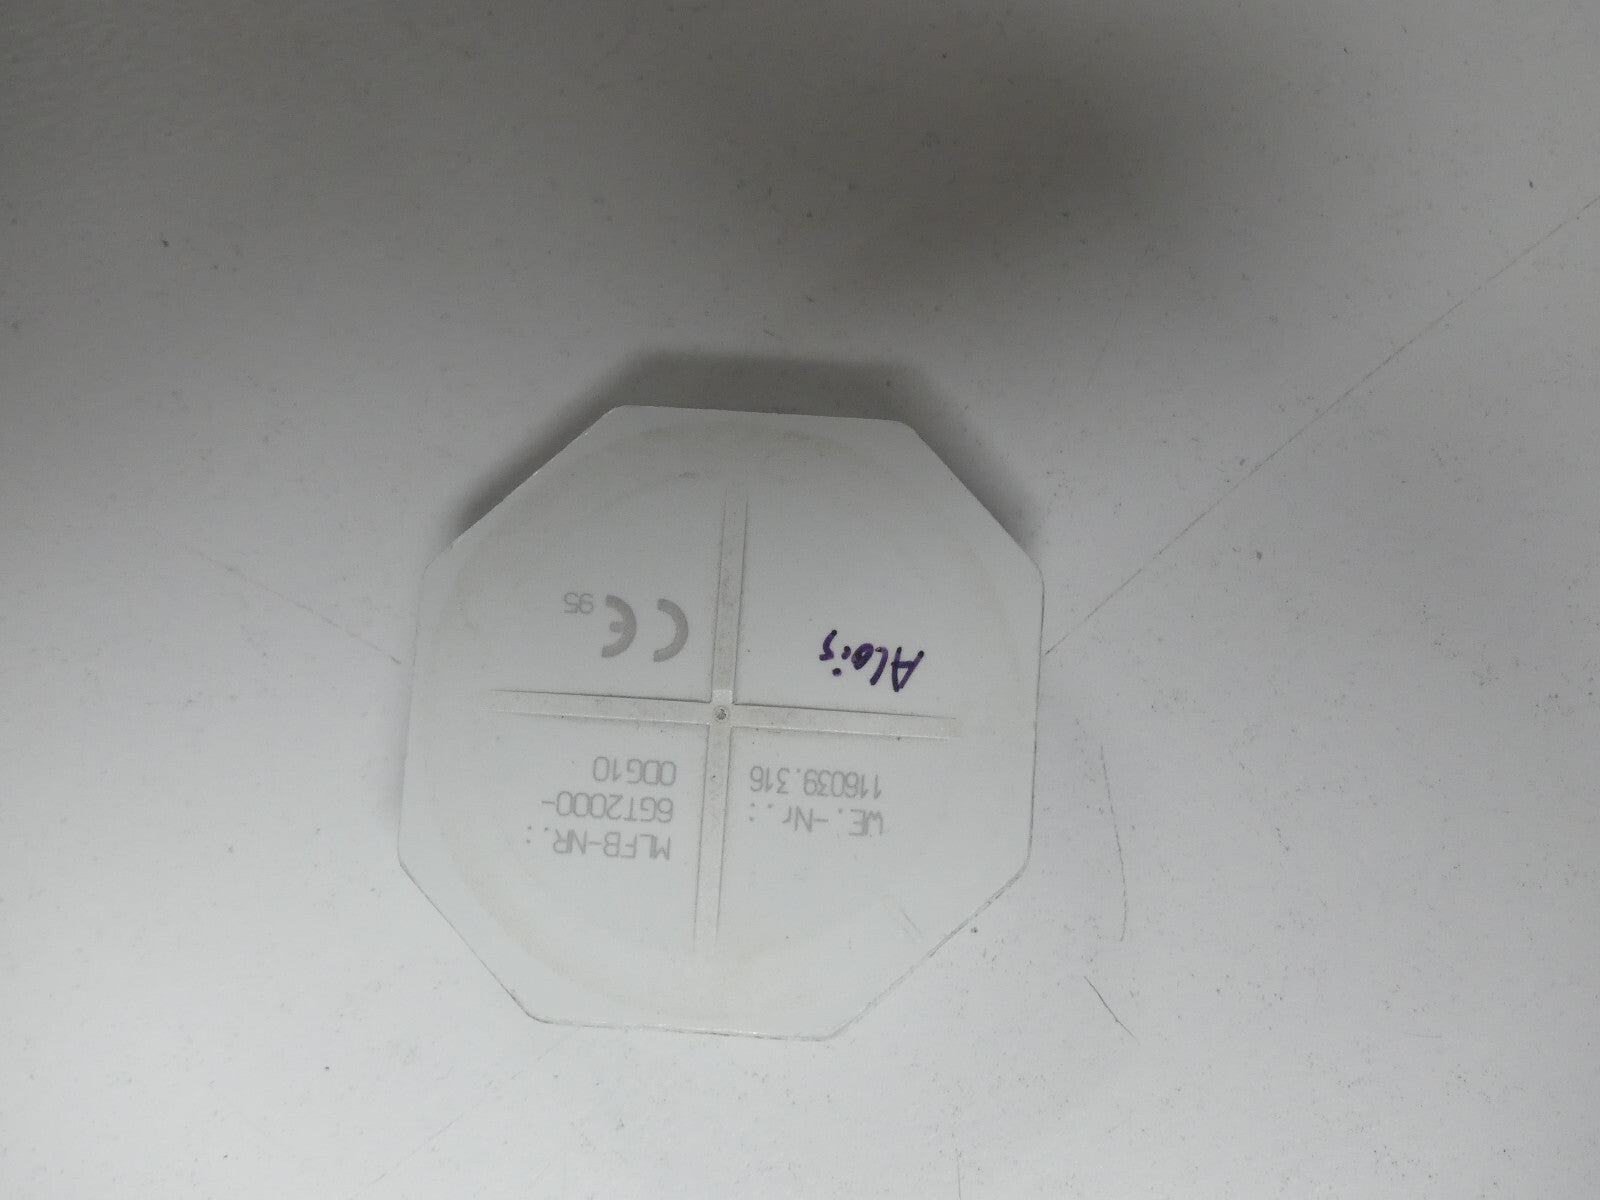 WE.-Nr.:
116039.316
MLFB-NR.:
6GT2000-
0DG10
Alois
CE 95